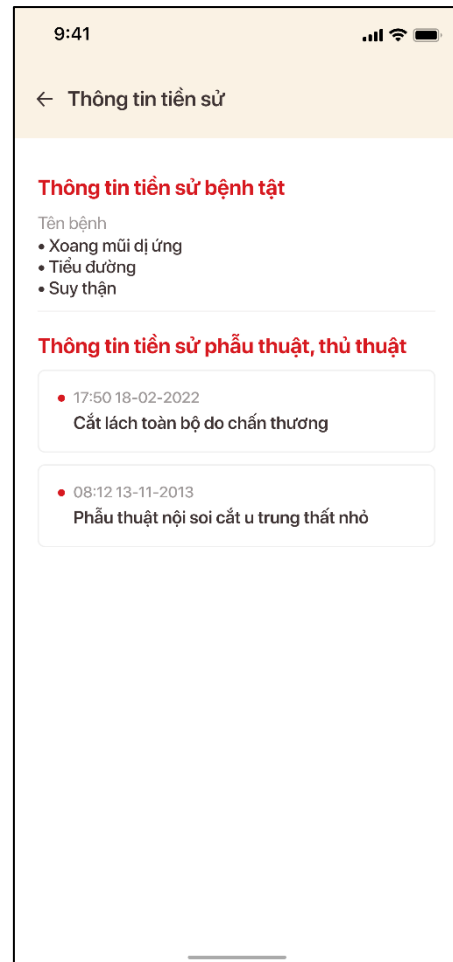 9:41
← Thông tin tiền sử
Thông tin tiền sử bệnh tật
Tên bệnh
• Xoang mũi dị ứng
• Tiểu đường
• Suy thận
Thông tin tiền sử phẫu thuật, thủ thuật
• 17:50 18-02-2022
Cắt lách toàn bộ do chấn thương
• 08:12 13-11-2013
Phẫu thuật nội soi cắt u trung thất nhỏ